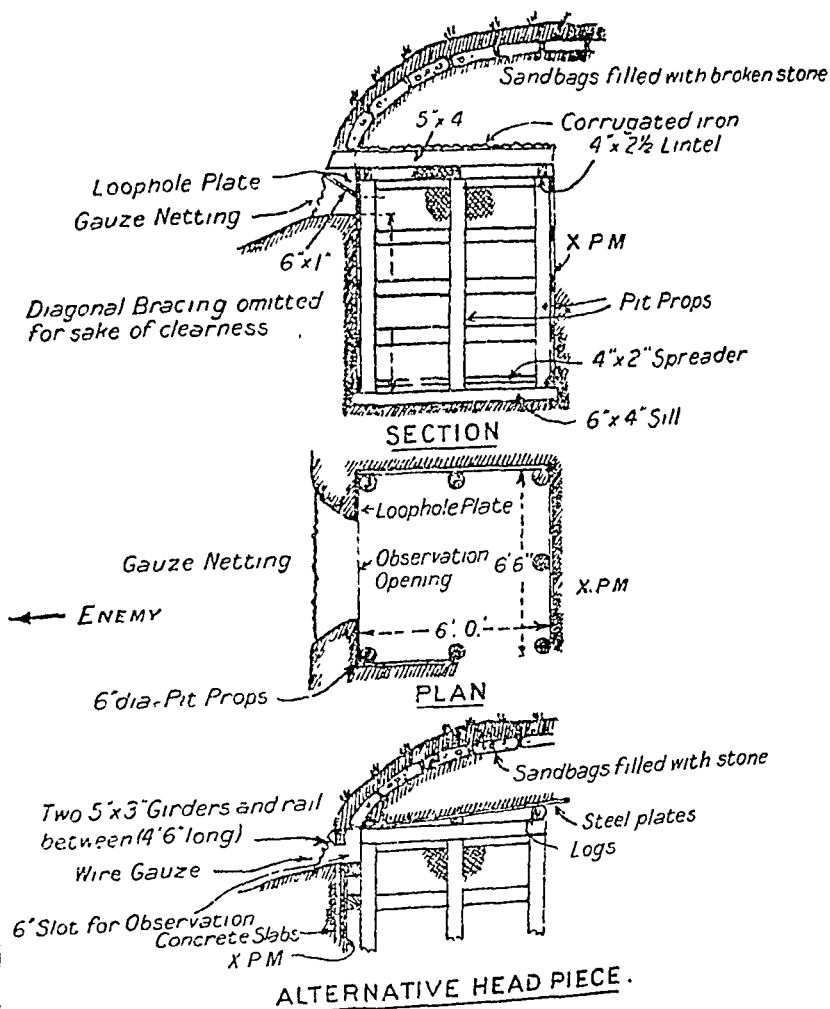 Sandbags filled with broken stone
5"x 4
Corrugated iron
4"x 2½ Lintel
Loophole Plate
Gauze Netting
6"x1"
X P M
Diagonal Bracing omitted
for sake of clearness .
Pit Props
4"x 2" Spreader
6"x 4" Sill
SECTION
Loophole Plate
Gauze Netting
Observation
Opening
6'6"
X.PM
← ENEMY
6'. 0."
6"dia. Pit Props
PLAN
Sandbags filled with stone
Two 5"x 3" Girders and rail
between (4'6" long)
Steel plates
Logs
Wire Gauze
6" Slot for Observation
Concrete Slabs
X P M
ALTERNATIVE HEAD PIECE.